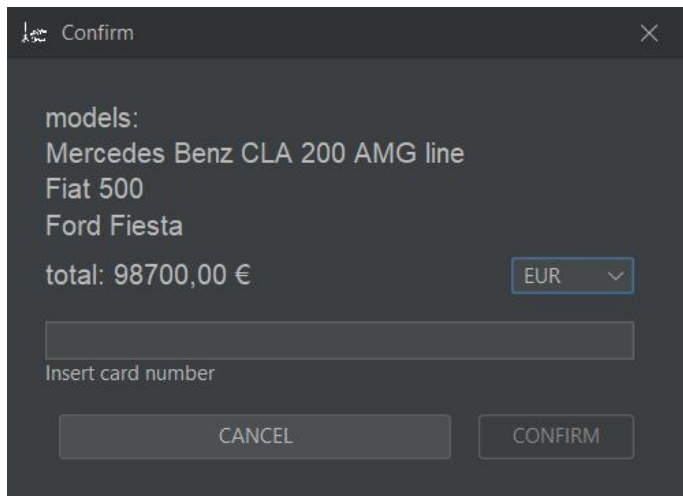 Confirm
models:
Mercedes Benz CLA 200 AMG line
Fiat 500
Ford Fiesta
total: 98700,00 €
EUR
Insert card number
CANCEL
CONFIRM